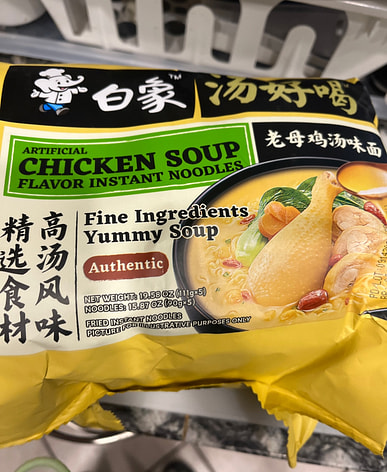 白象™
汤好喝
老母鸡汤味面
ARTIFICIAL
CHICKEN SOUP
FLAVOR INSTANT NOODLES
高汤风味
精选食材
Fine Ingredients
Yummy Soup
Authentic
NET WEIGHT: 19.58 OZ (111g×5)
NOODLES: 15.87 OZ (90g×5)
FRIED INSTANT NOODLES
PICTURE FOR ILLUSTRATIVE PURPOSES ONLY